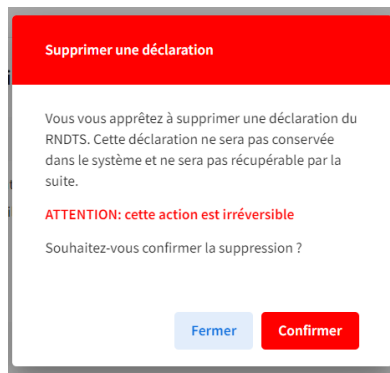 Supprimer une déclaration
Vous vous apprêtez à supprimer une déclaration du
RNDTS. Cette déclaration ne sera pas conservée
dans le système et ne sera pas récupérable par la
suite.
ATTENTION: cette action est irréversible
Souhaitez-vous confirmer la suppression ?
Fermer
Confirmer